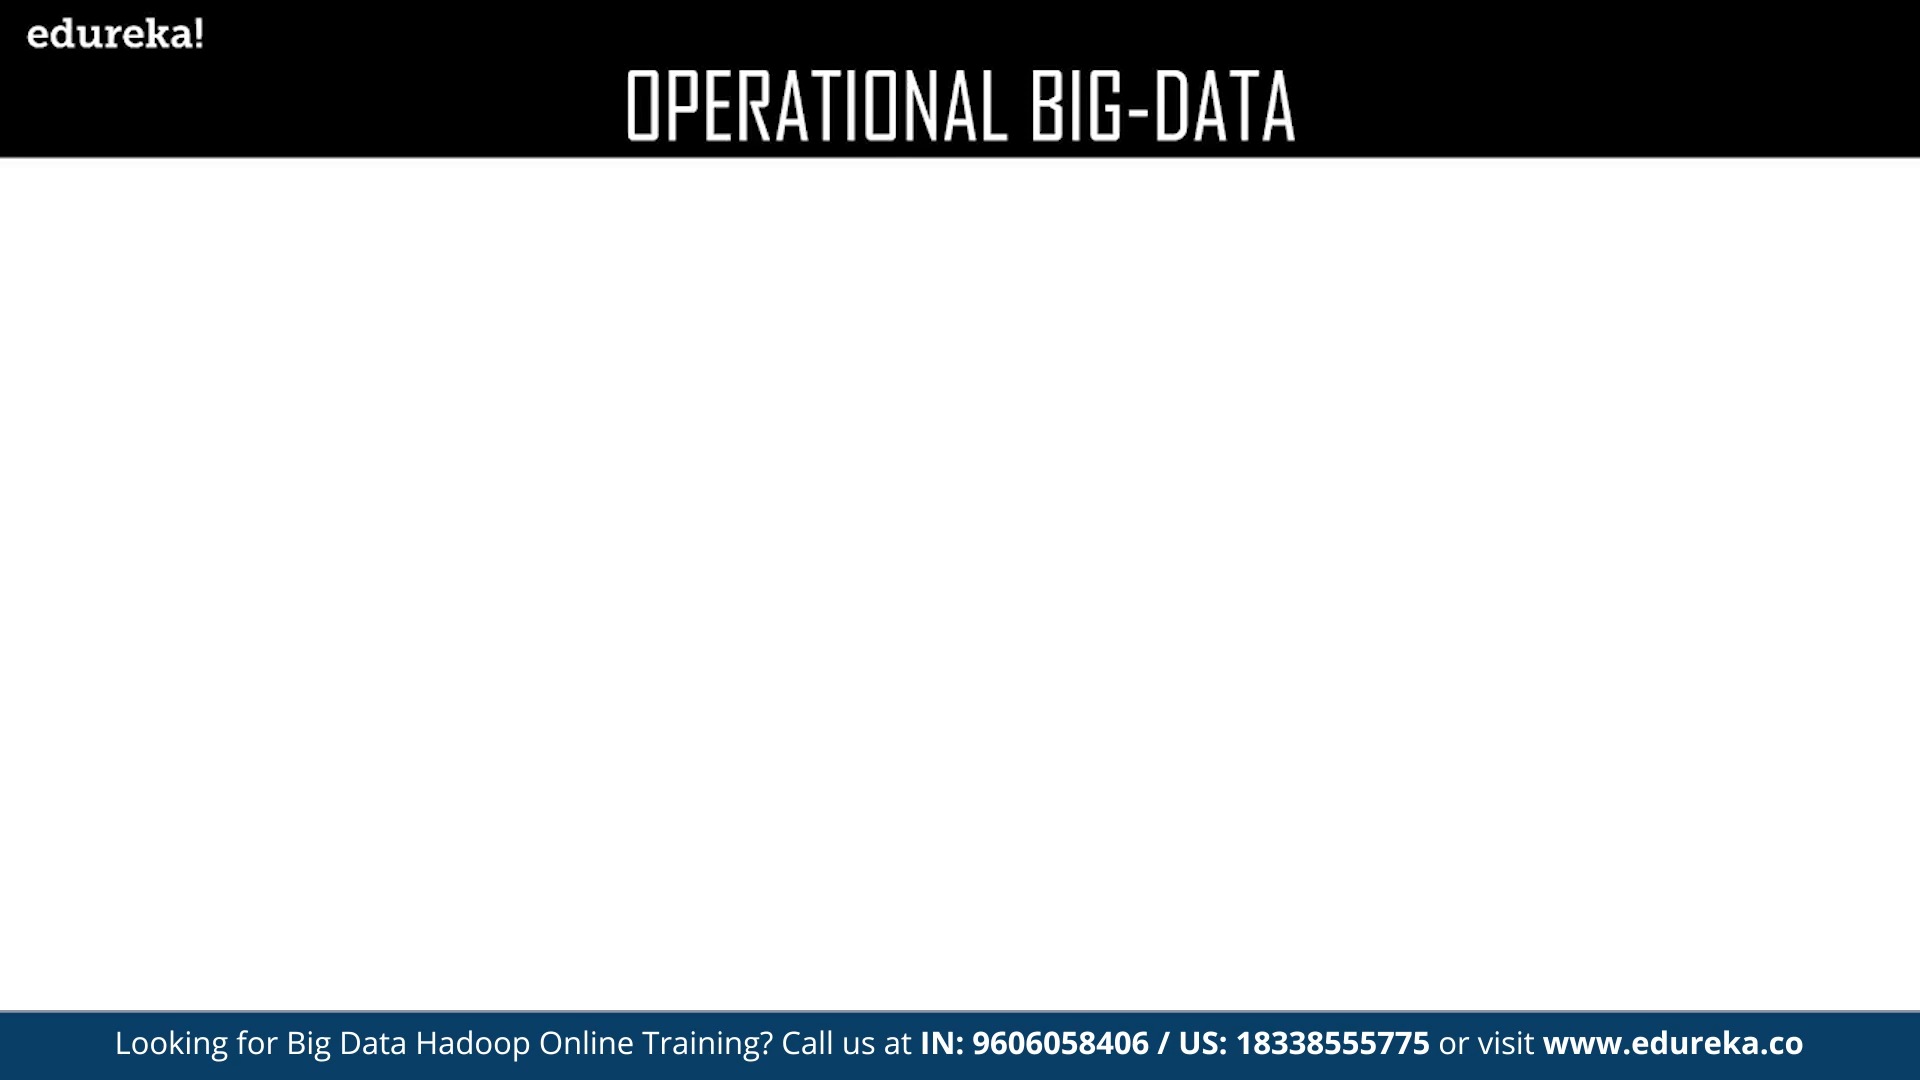 edureka!
OPERATIONAL BIG-DATA
Looking for Big Data Hadoop Online Training? Call us at IN: 9606058406 / US: 18338555775 or visit www.edureka.co